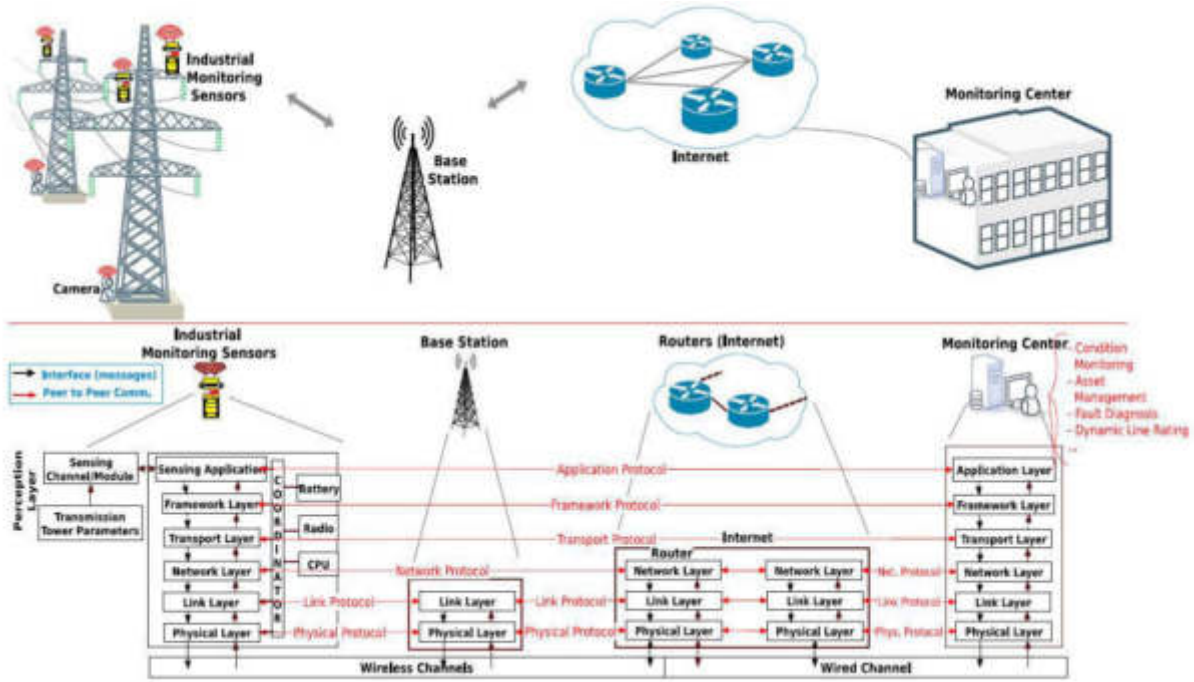 Industrial
Monitoring
Sensors
Base
Station
Internet
Monitoring Center
Camera
Industrial
Monitoring Sensors
Base Station
Routers (Internet)
Monitoring Center
Interface (messages)
Peer to Peer Comm.
- Condition
Monitoring
- Asset
Management
- Fault Diagnosis
- Dynamic Line Rating
...
Perception
Layer
Sensing
Channel/Module
Transmission
Tower Parameters
Sensing Application
Framework Layer
Transport Layer
Network Layer
Link Layer
Physical Layer
COORDINATOR
Battery
Radio
CPU
Application Protocol
Framework Protocol
Transport Protocol
Network Protocol
Link Protocol
Physical Protocol
Link Layer
Physical Layer
Link Protocol
Physical Protocol
Internet
Router
Network Layer
Link Layer
Physical Layer
Network Layer
Link Layer
Physical Layer
Net. Protocol
Link Protocol
Phys. Protocol
Application Layer
Framework Layer
Transport Layer
Network Layer
Link Layer
Physical Layer
Wireless Channels
Wired Channel